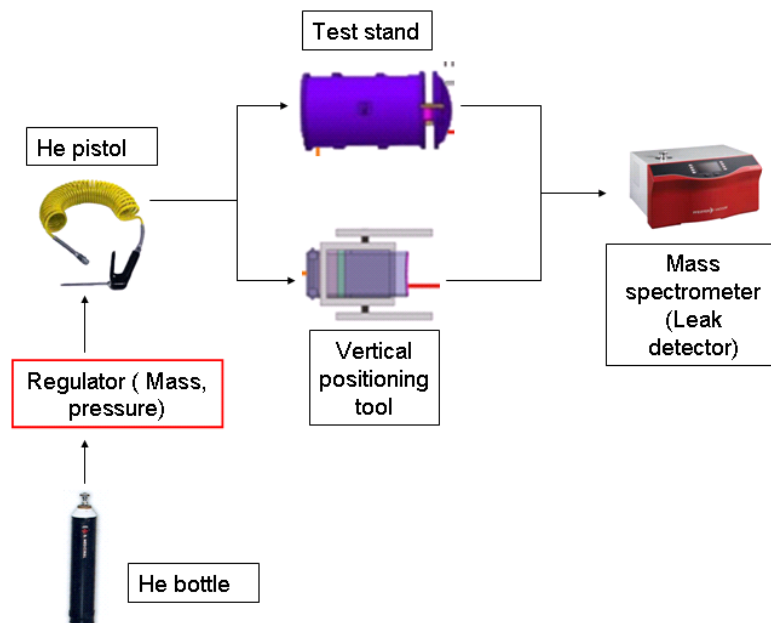 Test stand
He pistol
Mass
spectrometer
(Leak
detector)
Vertical
positioning
tool
Regulator ( Mass,
pressure)
He bottle